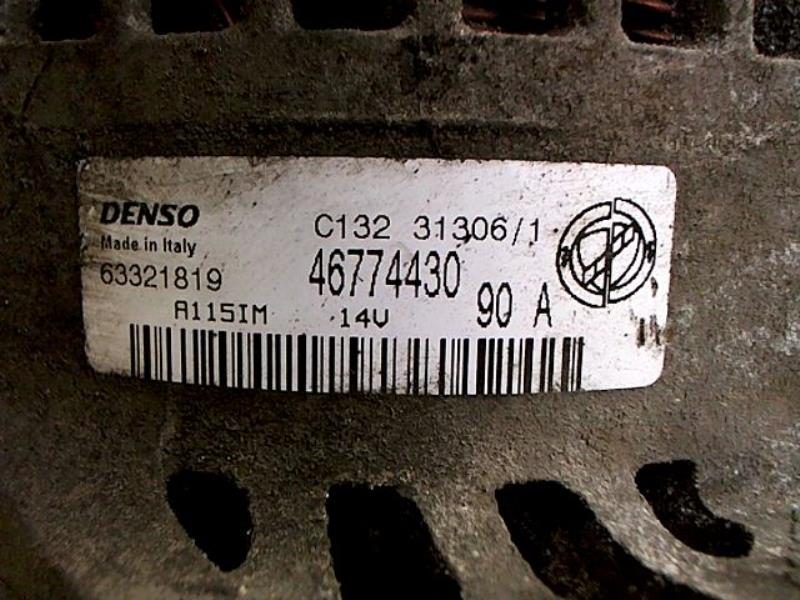 DENSO
Made in Italy
63321819
C132 31306/1
46774430
90 A
A115IM
14V